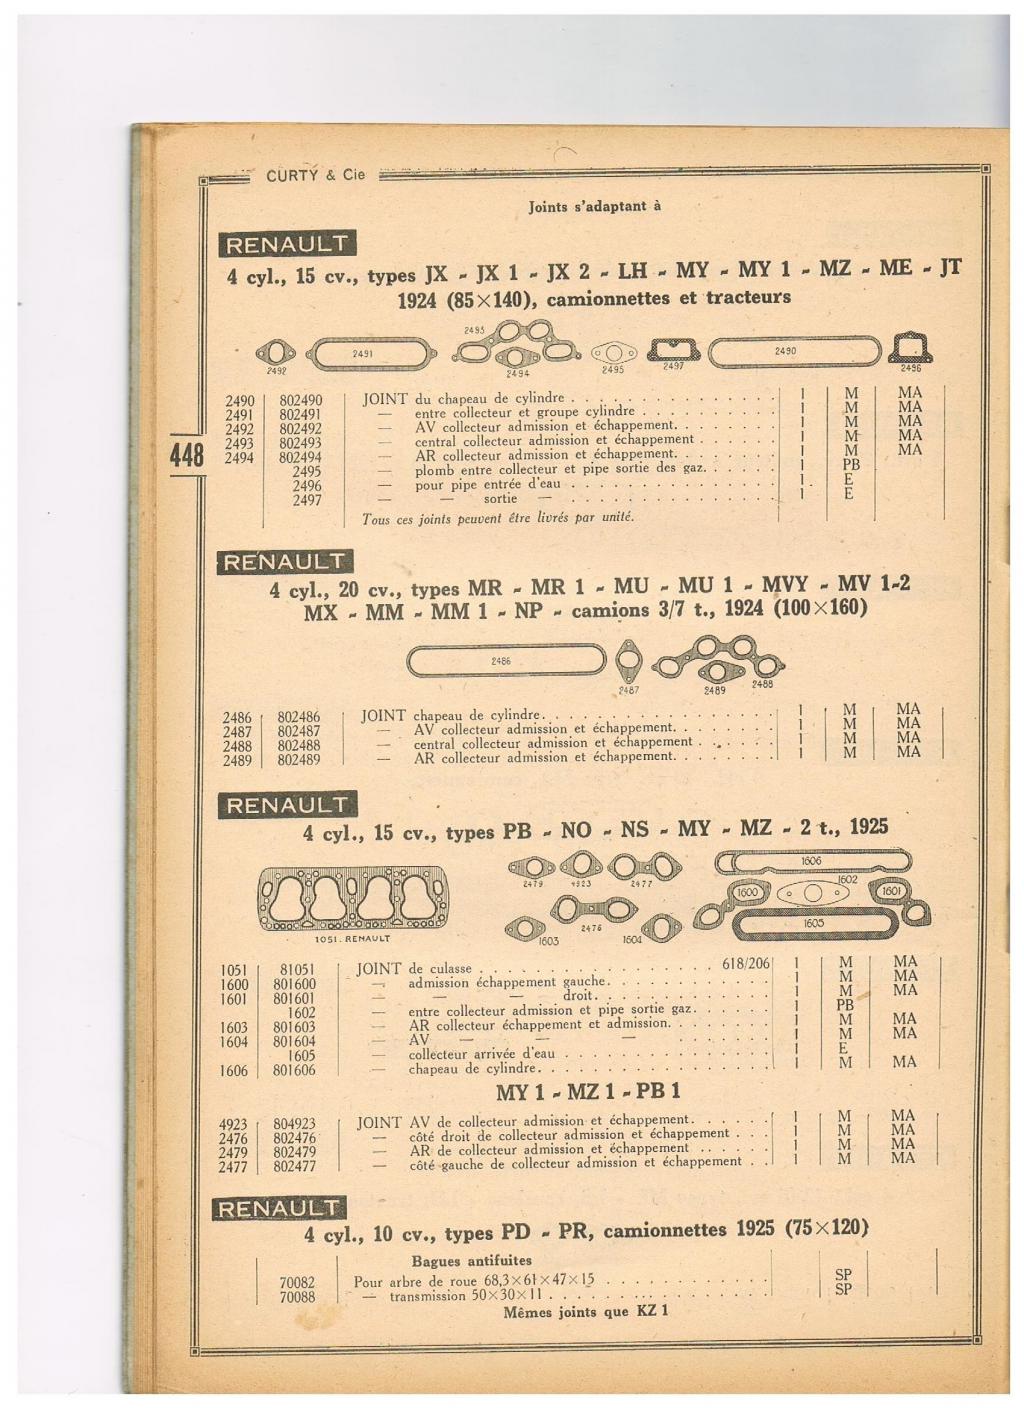 CURTY & Cie
Joints s'adaptant à
RENAULT
4 cyl., 15 cv., types JX - JX 1 - JX 2 - LH - MY - MY 1 - MZ - ME - JT
1924 (85×140), camionnettes et tracteurs
2492 2491 2493 2494 2495 2497 2490 2496
2490 802490 JOINT du chapeau de cylindre . . . . . . . . . . . . . . . 1 M MA
2491 802491 — entre collecteur et groupe cylindre . . . . . . . . . . 1 M MA
2492 802492 — AV collecteur admission et échappement. . . . . . . 1 M MA
2493 802493 — central collecteur admission et échappement . . . . . . 1 M MA
2494 802494 — AR collecteur admission et échappement. . . . . . . 1 M MA
448
2495 — plomb entre collecteur et pipe sortie des gaz. . . . . . 1 PB
2496 — pour pipe entrée d'eau . . . . . . . . . . . . . . . 1 E
2497 — — sortie — . . . . . . . . . . . . . . . . 1 E
Tous ces joints peuvent être livrés par unité.
RENAULT
4 cyl., 20 cv., types MR - MR 1 - MU - MU 1 - MVY - MV 1-2
MX - MM - MM 1 - NP - camions 3/7 t., 1924 (100×160)
2486 2487 2489 2488
2486 802486 JOINT chapeau de cylindre. . . . . . . . . . . . . . . . . 1 M MA
2487 802487 — AV collecteur admission et échappement. . . . . . . . 1 M MA
2488 802488 — central collecteur admission et échappement . . . . . . 1 M MA
2489 802489 — AR collecteur admission et échappement. . . . . . . . 1 M MA
RENAULT
4 cyl., 15 cv., types PB - NO - NS - MY - MZ - 2 t., 1925
1051. RENAULT 2479 4923 2477 2476 1603 1604 1606 1600 1602 1601 1605
1051 81051 JOINT de culasse . . . . . . . . . . . . . . . . . 618/206 1 M MA
1600 801600 — admission échappement gauche. . . . . . . . . . . . 1 M MA
1601 801601 — — — droit. . . . . . . . . . . . . 1 M MA
1602 — entre collecteur admission et pipe sortie gaz. . . . . . 1 PB
1603 801603 — AR collecteur échappement et admission. . . . . . . . 1 M MA
1604 801604 — AV — — — . . . . . . . . . 1 M MA
1605 — collecteur arrivée d'eau . . . . . . . . . . . . . . . 1 E
1606 801606 — chapeau de cylindre. . . . . . . . . . . . . . . . . 1 M MA
MY 1 - MZ 1 - PB 1
4923 804923 JOINT AV de collecteur admission et échappement. . . . . . 1 M MA
2476 802476 — côté droit de collecteur admission et échappement . . . 1 M MA
2479 802479 — AR de collecteur admission et échappement . . . . . . 1 M MA
2477 802477 — côté gauche de collecteur admission et échappement . . 1 M MA
RENAULT
4 cyl., 10 cv., types PD - PR, camionnettes 1925 (75×120)
Bagues antifuites
70082 Pour arbre de roue 68,3×61×47×15 . . . . . . . . . . . . SP
70088 — transmission 50×30×11 . . . . . . . . . . . . . . . . SP
Mêmes joints que KZ 1